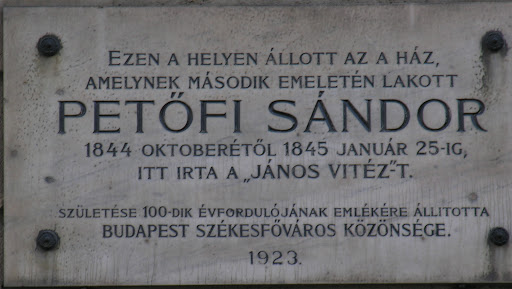 EZEN A HELYEN ÁLLOTT AZ A HÁZ,
AMELYNEK MÁSODIK EMELETÉN LAKOTT
PETŐFI SÁNDOR
1844 OKTOBERÉTŐL 1845 JANUÁR 25-IG,
ITT IRTA A „JÁNOS VITÉZ”-T.
SZÜLETÉSE 100-DIK ÉVFORDULÓJÁNAK EMLÉKÉRE ÁLLITOTTA
BUDAPEST SZÉKESFŐVÁROS KÖZÖNSÉGE.
1923.